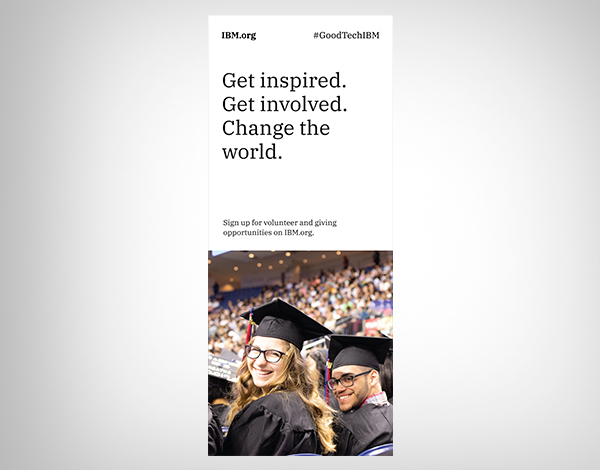 IBM.org #GoodTechIBM
Get inspired.
Get involved.
Change the
world.
Sign up for volunteer and giving
opportunities on IBM.org.